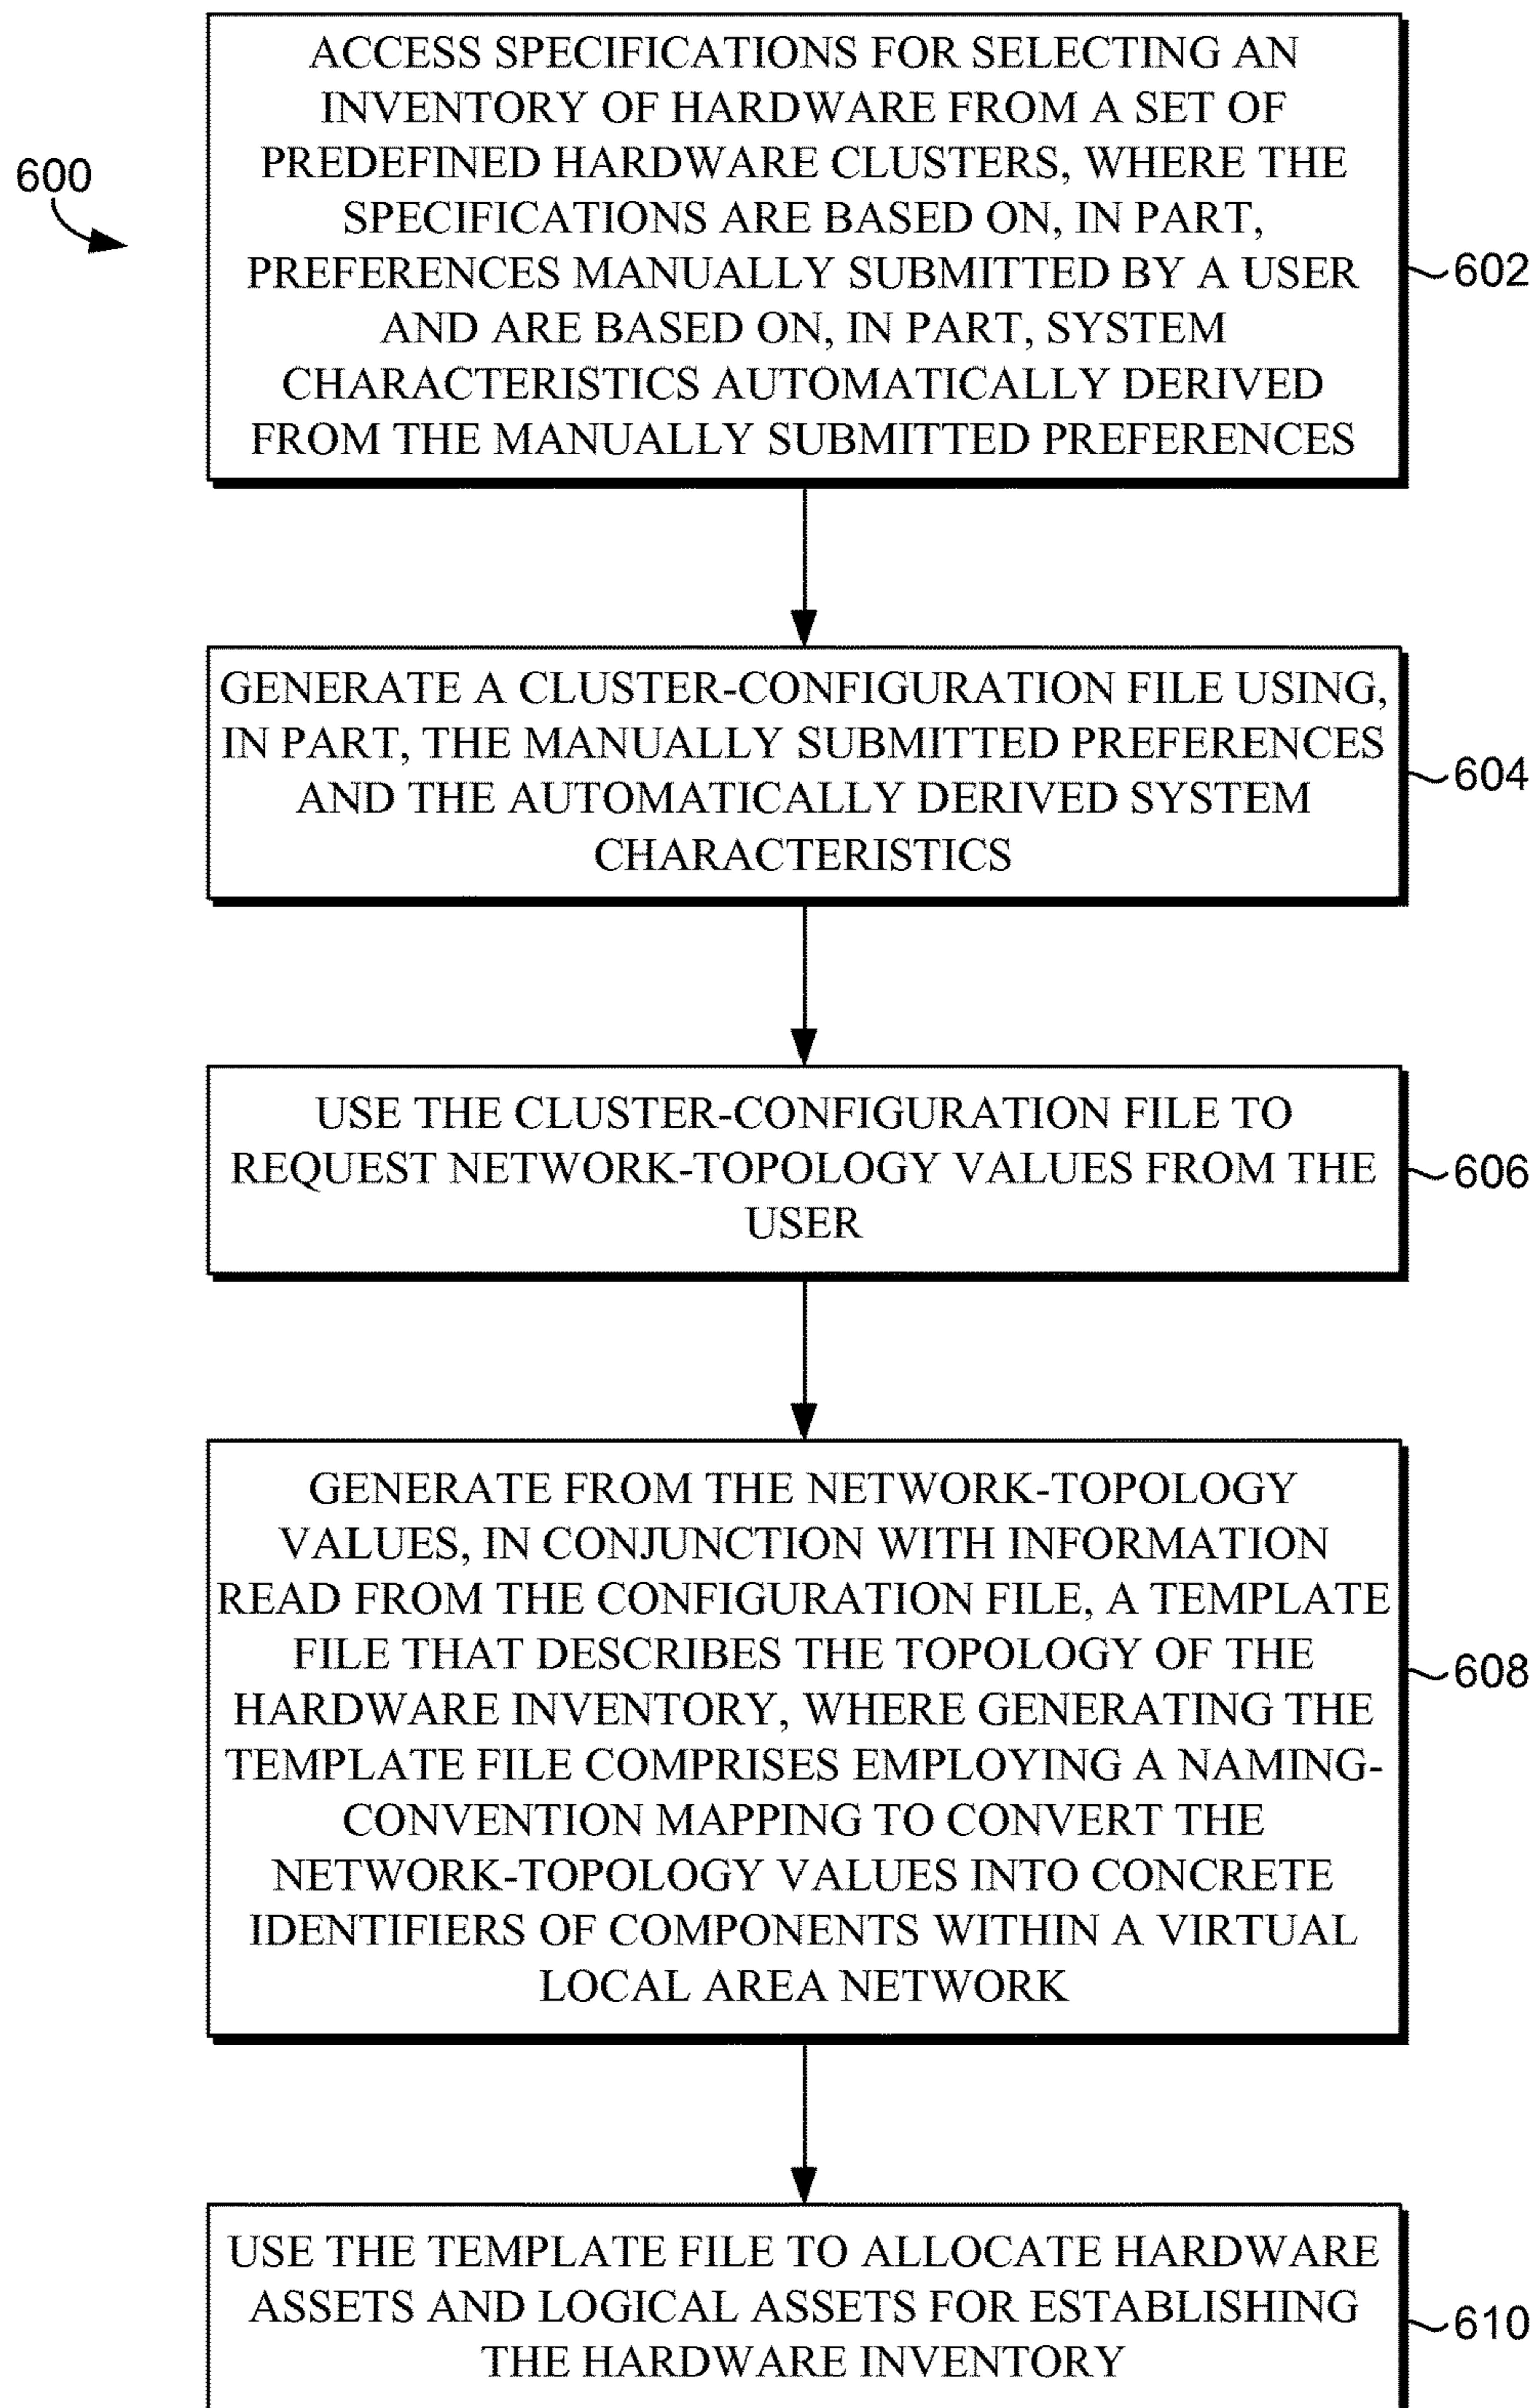 600
ACCESS SPECIFICATIONS FOR SELECTING AN
INVENTORY OF HARDWARE FROM A SET OF
PREDEFINED HARDWARE CLUSTERS, WHERE THE
SPECIFICATIONS ARE BASED ON, IN PART,
PREFERENCES MANUALLY SUBMITTED BY A USER
AND ARE BASED ON, IN PART, SYSTEM
CHARACTERISTICS AUTOMATICALLY DERIVED
FROM THE MANUALLY SUBMITTED PREFERENCES
602
GENERATE A CLUSTER-CONFIGURATION FILE USING,
IN PART, THE MANUALLY SUBMITTED PREFERENCES
AND THE AUTOMATICALLY DERIVED SYSTEM
CHARACTERISTICS
604
USE THE CLUSTER-CONFIGURATION FILE TO
REQUEST NETWORK-TOPOLOGY VALUES FROM THE
USER
606
GENERATE FROM THE NETWORK-TOPOLOGY
VALUES, IN CONJUNCTION WITH INFORMATION
READ FROM THE CONFIGURATION FILE, A TEMPLATE
FILE THAT DESCRIBES THE TOPOLOGY OF THE
HARDWARE INVENTORY, WHERE GENERATING THE
TEMPLATE FILE COMPRISES EMPLOYING A NAMING-
CONVENTION MAPPING TO CONVERT THE
NETWORK-TOPOLOGY VALUES INTO CONCRETE
IDENTIFIERS OF COMPONENTS WITHIN A VIRTUAL
LOCAL AREA NETWORK
608
USE THE TEMPLATE FILE TO ALLOCATE HARDWARE
ASSETS AND LOGICAL ASSETS FOR ESTABLISHING
THE HARDWARE INVENTORY
610